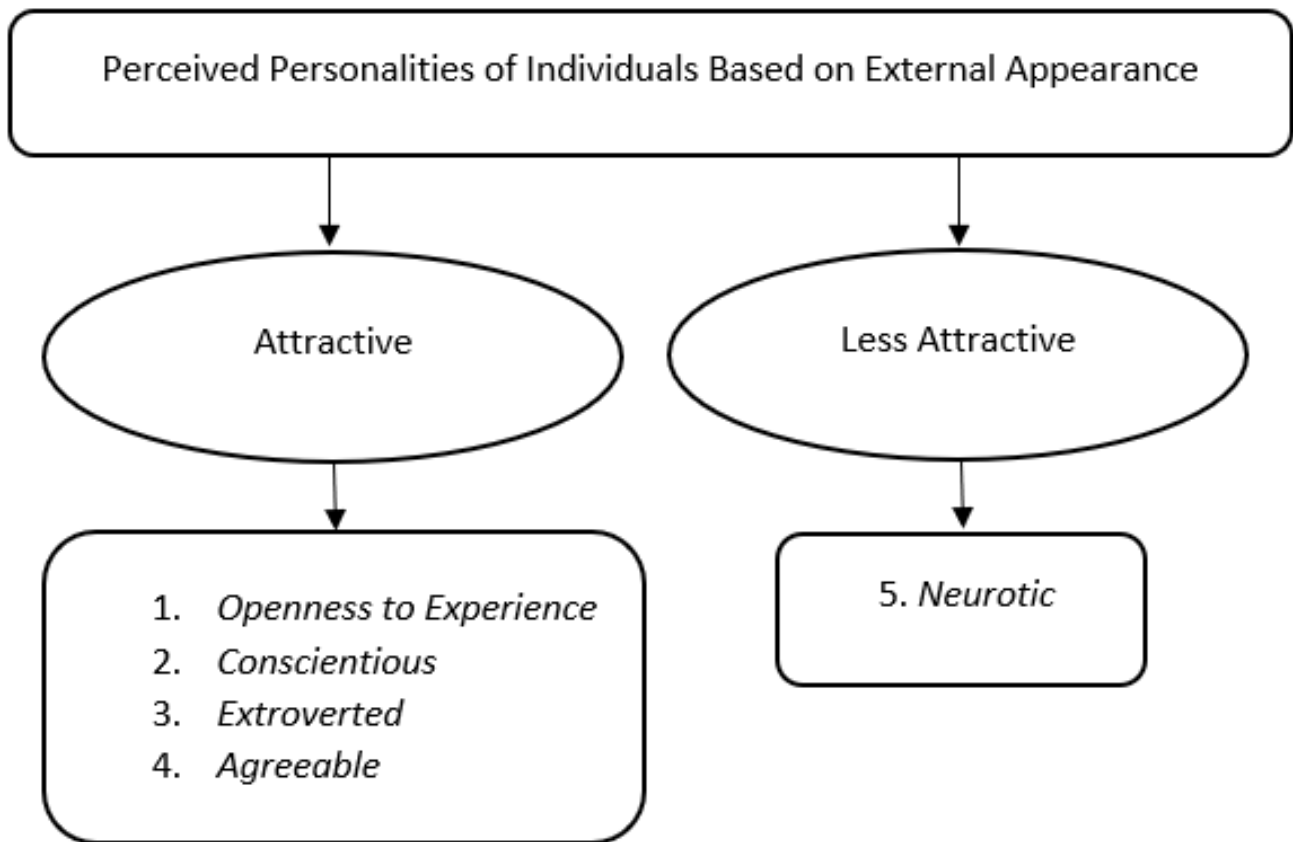 Perceived Personalities of Individuals Based on External Appearance
Attractive
Less Attractive
1. Openness to Experience
2. Conscientious
3. Extroverted
4. Agreeable
5. Neurotic